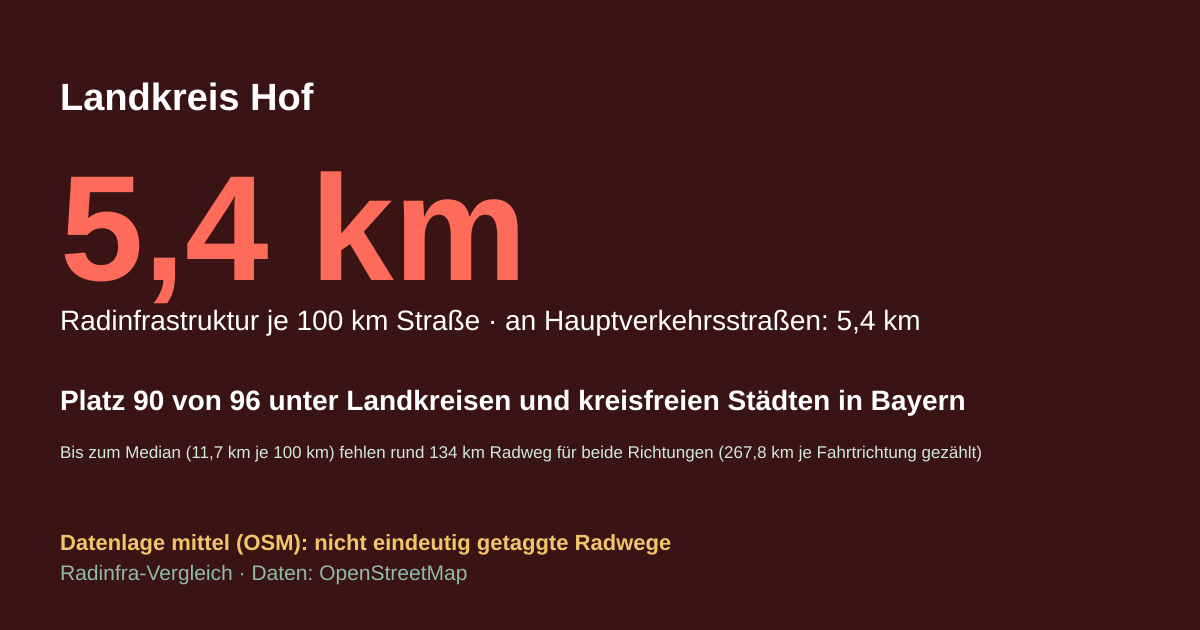 Landkreis Hof
5,4 km
Radinfrastruktur je 100 km Straße · an Hauptverkehrsstraßen: 5,4 km
Platz 90 von 96 unter Landkreisen und kreisfreien Städten in Bayern
Bis zum Median (11,7 km je 100 km) fehlen rund 134 km Radweg für beide Richtungen (267,8 km je Fahrtrichtung gezählt)
Datenlage mittel (OSM): nicht eindeutig getaggte Radwege
Radinfra-Vergleich · Daten: OpenStreetMap